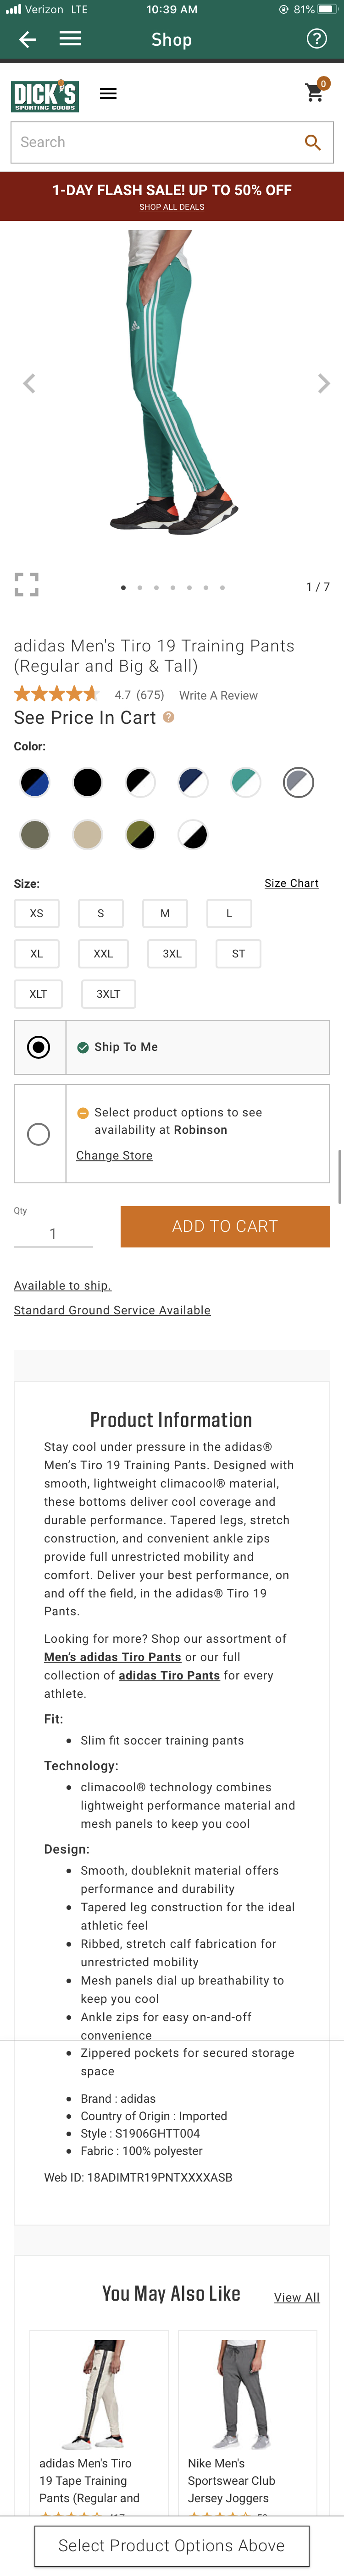 Verizon LTE 10:39 AM 81%
Shop
?
DICK'S
SPORTING GOODS
0
Search
1-DAY FLASH SALE! UP TO 50% OFF
SHOP ALL DEALS
1 / 7
adidas Men's Tiro 19 Training Pants
(Regular and Big & Tall)
4.7 (675) Write A Review
See Price In Cart ?
Color:
Size: Size Chart
XS S M L
XL XXL 3XL ST
XLT 3XLT
Ship To Me
Select product options to see
availability at Robinson
Change Store
Qty
1
ADD TO CART
Available to ship.
Standard Ground Service Available
Product Information
Stay cool under pressure in the adidas®
Men's Tiro 19 Training Pants. Designed with
smooth, lightweight climacool® material,
these bottoms deliver cool coverage and
durable performance. Tapered legs, stretch
construction, and convenient ankle zips
provide full unrestricted mobility and
comfort. Deliver your best performance, on
and off the field, in the adidas® Tiro 19
Pants.
Looking for more? Shop our assortment of
Men's adidas Tiro Pants or our full
collection of adidas Tiro Pants for every
athlete.
Fit:
• Slim fit soccer training pants
Technology:
• climacool® technology combines
lightweight performance material and
mesh panels to keep you cool
Design:
• Smooth, doubleknit material offers
performance and durability
• Tapered leg construction for the ideal
athletic feel
• Ribbed, stretch calf fabrication for
unrestricted mobility
• Mesh panels dial up breathability to
keep you cool
• Ankle zips for easy on-and-off
convenience
• Zippered pockets for secured storage
space
• Brand : adidas
• Country of Origin : Imported
• Style : S1906GHTT004
• Fabric : 100% polyester
Web ID: 18ADIMTR19PNTXXXXASB
You May Also Like View All
adidas Men's Tiro
19 Tape Training
Pants (Regular and
Nike Men's
Sportswear Club
Jersey Joggers
Select Product Options Above